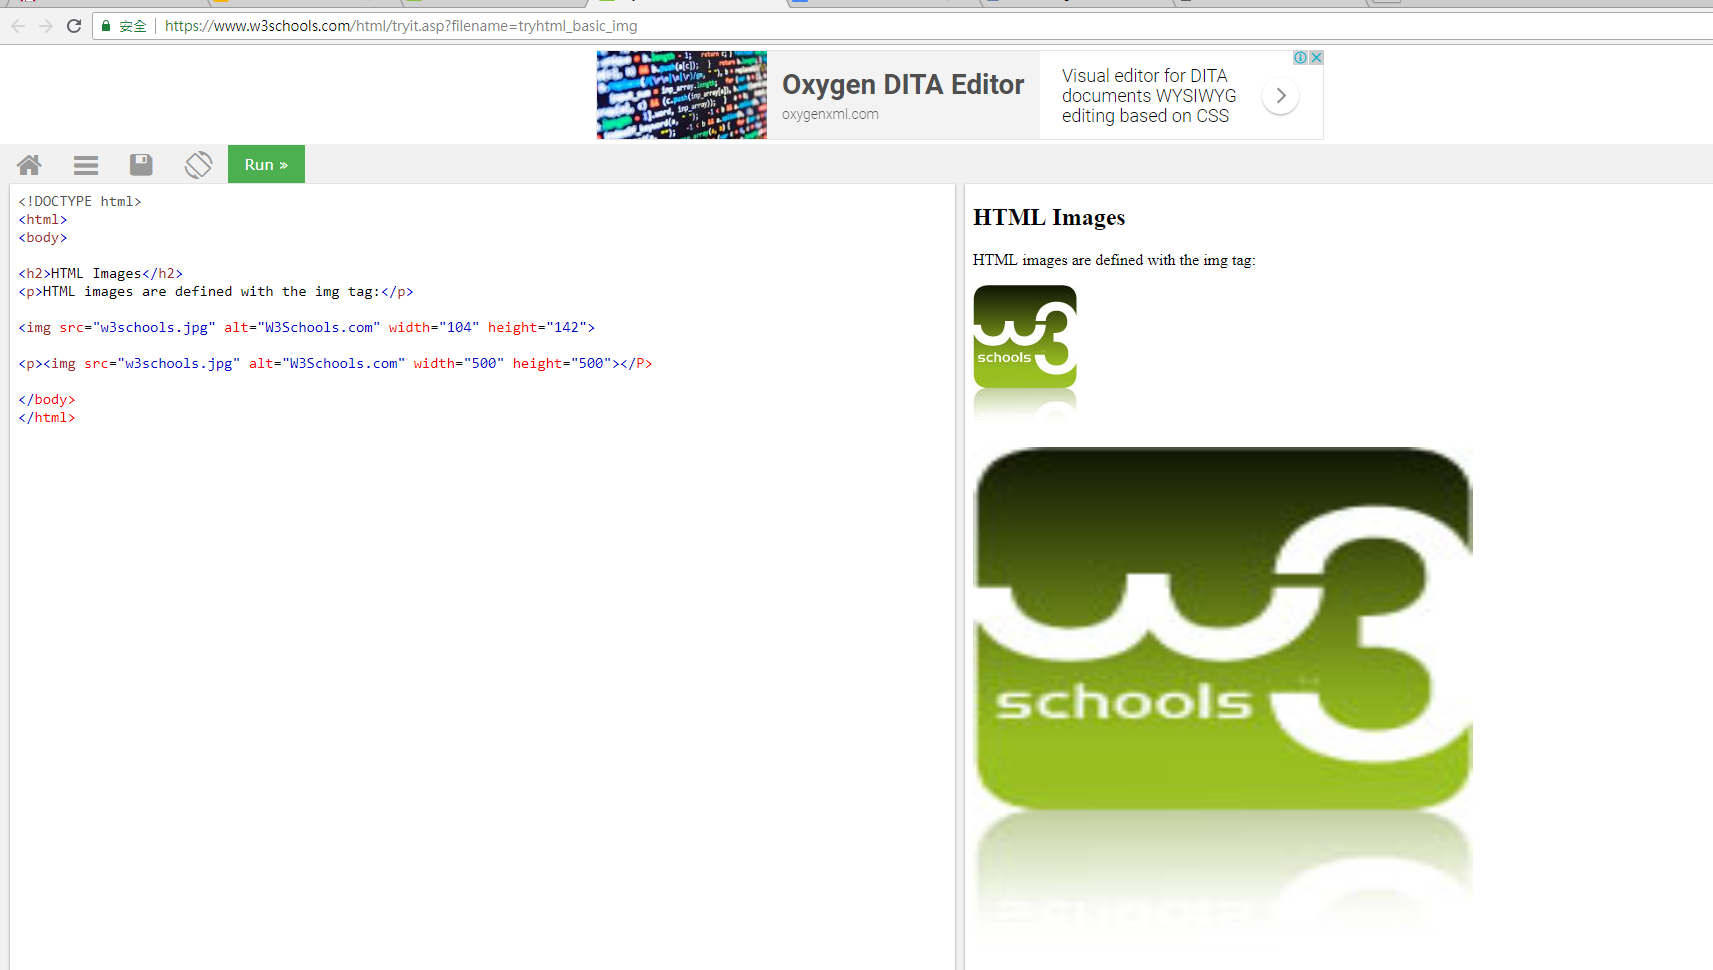 安全
https://www.w3schools.com/html/tryit.asp?filename=tryhtml_basic_img
Oxygen DITA Editor
oxygenxml.com
Visual editor for DITA
documents WYSIWYG
editing based on CSS
Run »
<!DOCTYPE html>
<html>
<body>
<h2>HTML Images</h2>
<p>HTML images are defined with the img tag:</p>
<img src="w3schools.jpg" alt="W3Schools.com" width="104" height="142">
<p><img src="w3schools.jpg" alt="W3Schools.com" width="500" height="500"></P>
</body>
</html>
HTML Images
HTML images are defined with the img tag:
w3
schools
w3
schools